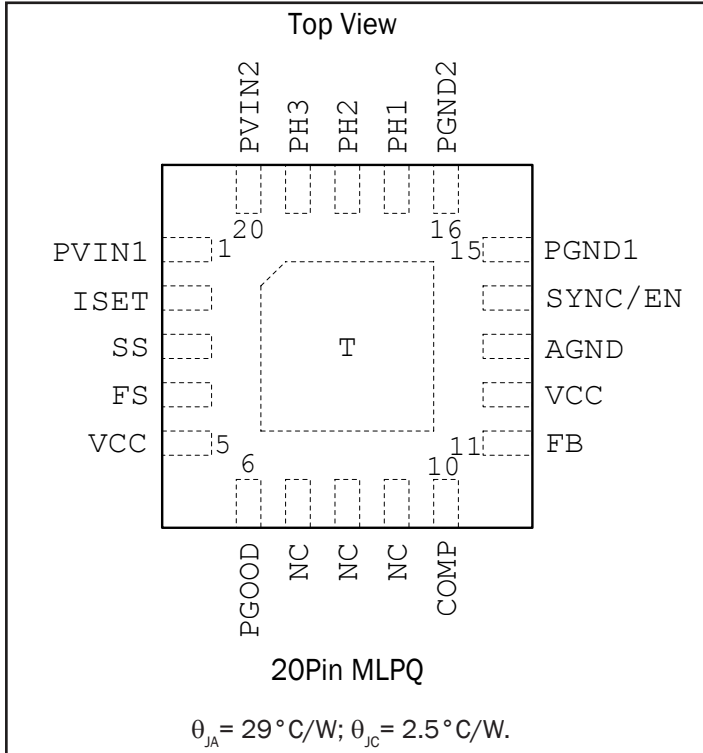 Top View
PVIN2 PH3 PH2 PH1 PGND2
20 16
PVIN1 1 15 PGND1
ISET SYNC/EN
SS T AGND
FS VCC
VCC 5 11 FB
6 10
PGOOD NC NC NC COMP
20Pin MLPQ
θJA= 29°C/W; θJC= 2.5°C/W.